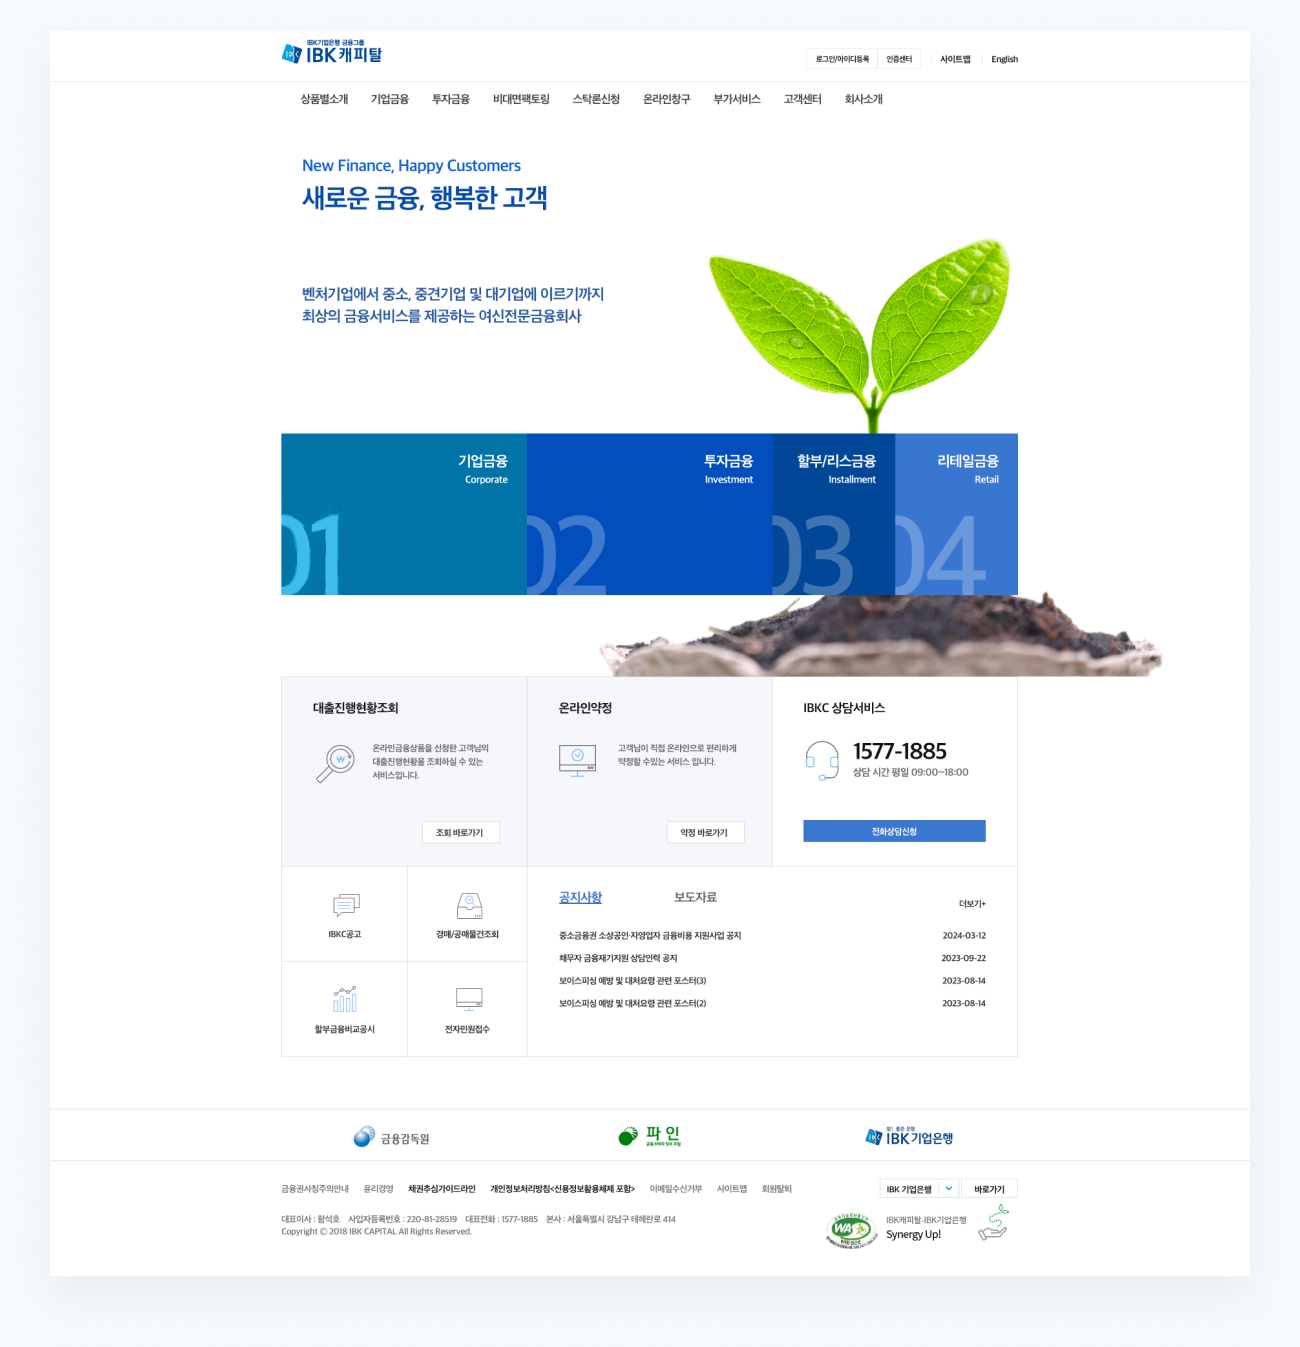 IBK기업은행 금융그룹
IBK캐피탈
로그인/아이디등록 인증센터 사이트맵 English
상품별소개 기업금융 투자금융 비대면팩토링 스탁론신청 온라인창구 부가서비스 고객센터 회사소개
New Finance, Happy Customers
새로운 금융, 행복한 고객
벤처기업에서 중소, 중견기업 및 대기업에 이르기까지
최상의 금융서비스를 제공하는 여신전문금융회사
기업금융 투자금융 할부/리스금융 리테일금융
Corporate Investment Installment Retail
01 02 03 04
대출진행현황조회
온라인금융상품을 신청한 고객님의
대출진행현황을 조회하실 수 있는
서비스입니다.
조회 바로가기
온라인약정
고객님이 직접 온라인으로 편리하게
약정할 수있는 서비스 입니다.
약정 바로가기
IBKC 상담서비스
1577-1885
상담 시간 평일 09:00~18:00
전화상담신청
IBKC공고
경매/공매물건조회
할부금융비교공시
전자민원접수
공지사항 보도자료
더보기+
중소금융권 소상공인·자영업자 금융비용 지원사업 공지 2024-03-12
채무자 금융재기지원 상담인력 공지 2023-09-22
보이스피싱 예방 및 대처요령 관련 포스터(3) 2023-08-14
보이스피싱 예방 및 대처요령 관련 포스터(2) 2023-08-14
금융감독원
파인
금융소비자 정보 포털
참! 좋은 은행
IBK기업은행
금융권사칭주의안내 윤리경영 채권추심가이드라인 개인정보처리방침<신용정보활용체제 포함> 이메일수신거부 사이트맵 회원탈퇴
IBK 기업은행 바로가기
대표이사 : 함석호 사업자등록번호 : 220-81-28519 대표전화 : 1577-1885 본사 : 서울특별시 강남구 테헤란로 414
Copyright © 2018 IBK CAPITAL All Rights Reserved.
WA
IBK캐피탈-IBK기업은행
Synergy Up!